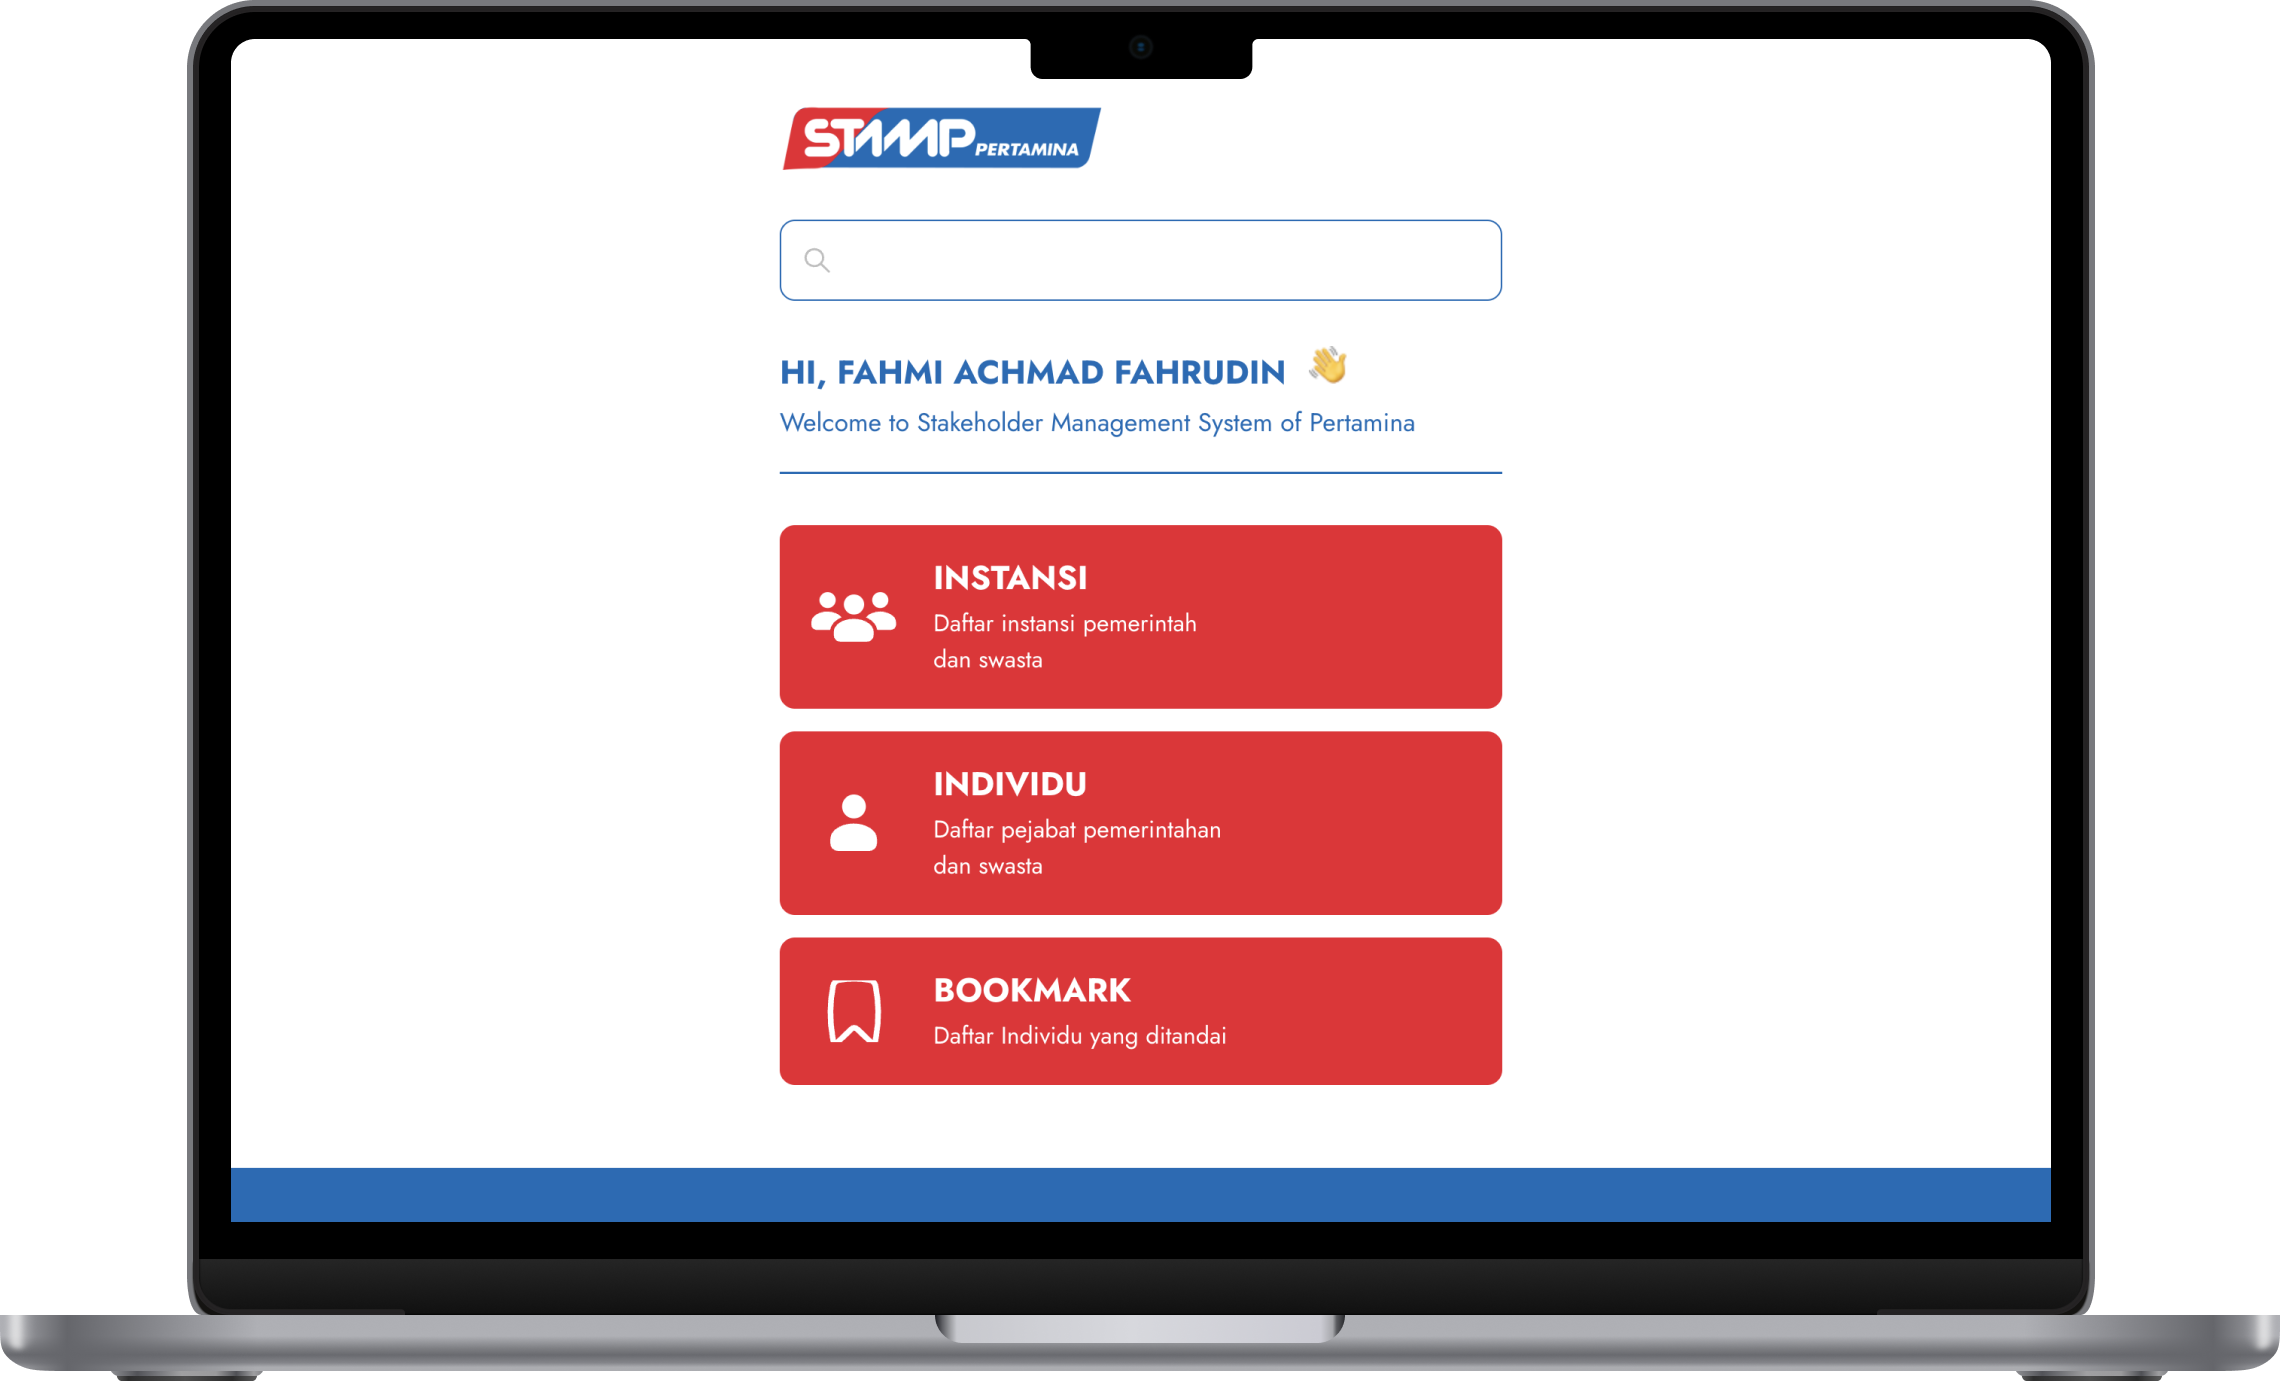 STAMP PERTAMINA
HI, FAHMI ACHMAD FAHRUDIN 👋
Welcome to Stakeholder Management System of Pertamina
INSTANSI
Daftar instansi pemerintah
dan swasta
INDIVIDU
Daftar pejabat pemerintahan
dan swasta
BOOKMARK
Daftar Individu yang ditandai